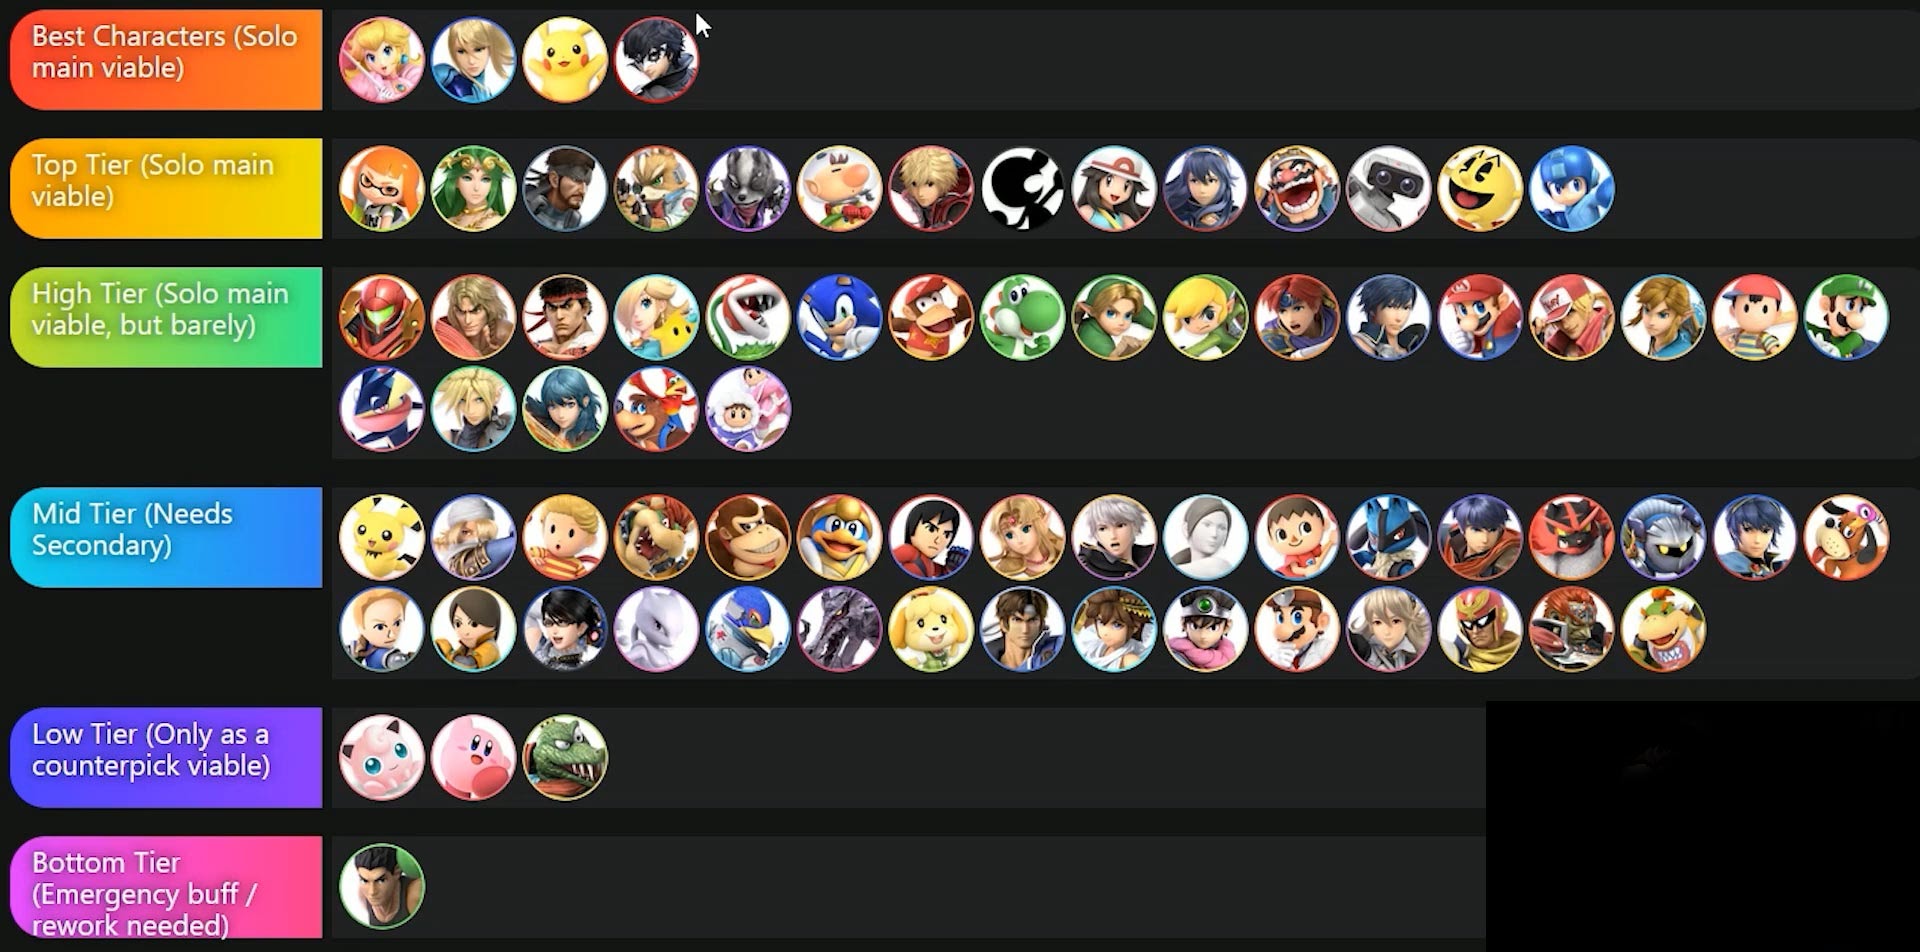 Best Characters (Solo
main viable)
Top Tier (Solo main
viable)
High Tier (Solo main
viable, but barely)
Mid Tier (Needs
Secondary)
Low Tier (Only as a
counterpick viable)
Bottom Tier
(Emergency buff /
rework needed)